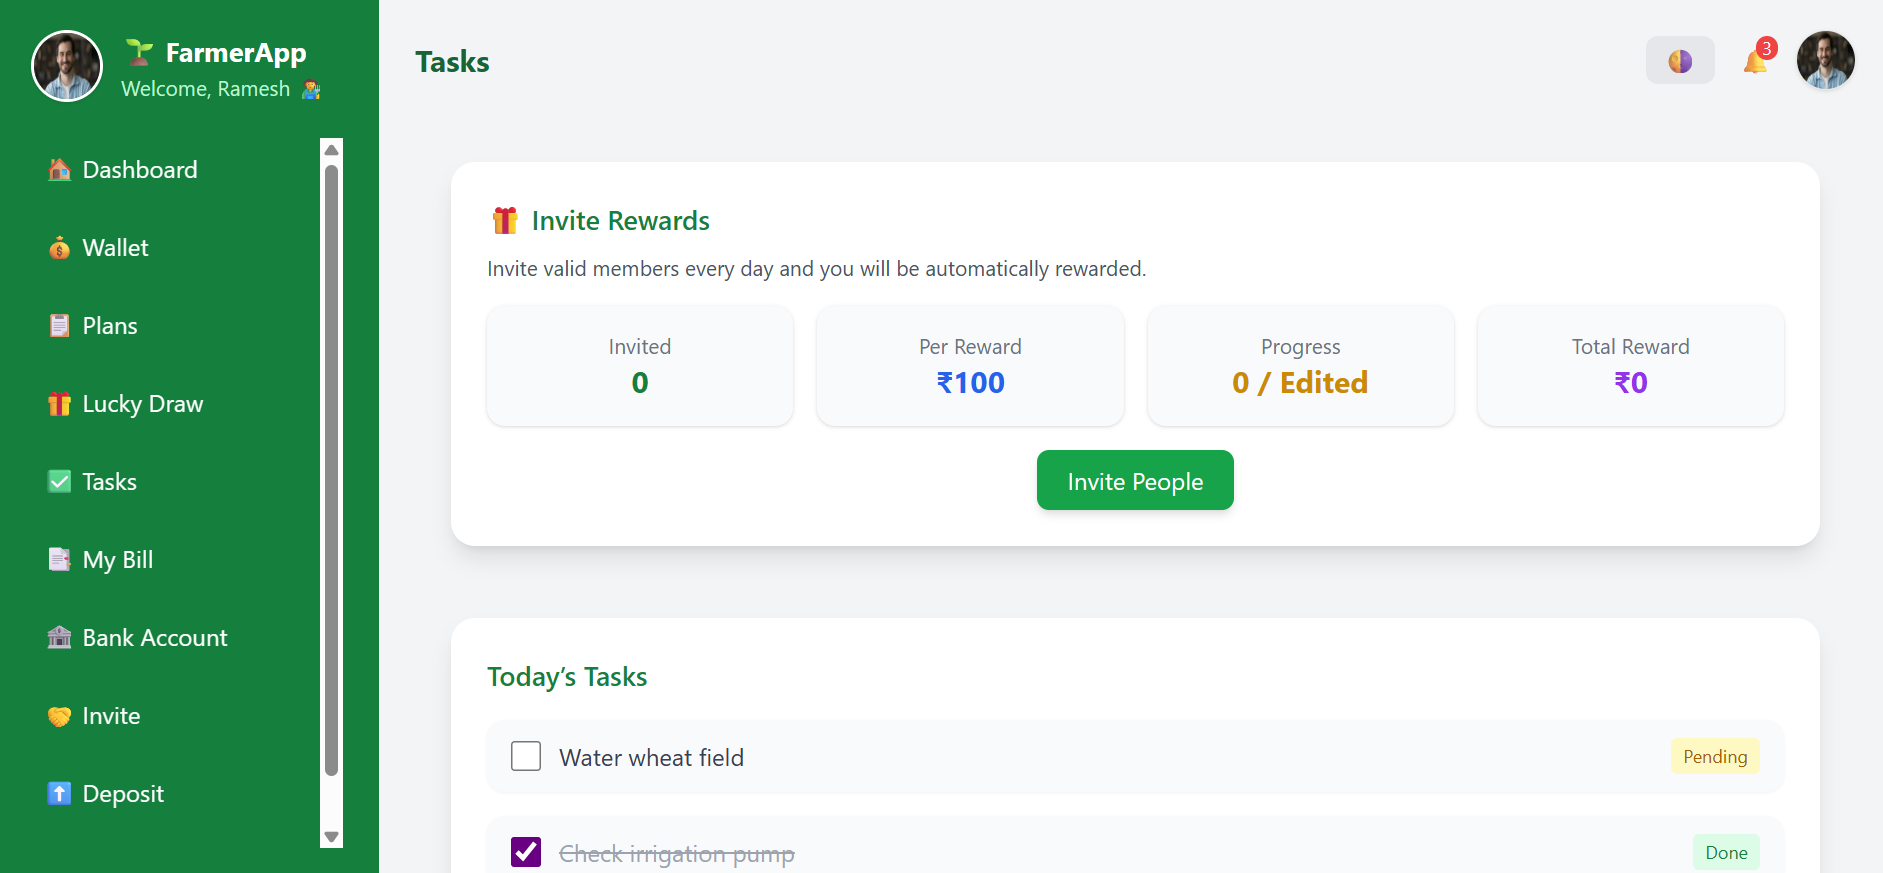 FarmerApp
Welcome, Ramesh
Dashboard
Wallet
Plans
Lucky Draw
Tasks
My Bill
Bank Account
Invite
Deposit
Tasks
3
Invite Rewards
Invite valid members every day and you will be automatically rewarded.
Invited
0
Per Reward
₹100
Progress
0 / Edited
Total Reward
₹0
Invite People
Today’s Tasks
Water wheat field
Pending
Check irrigation pump
Done